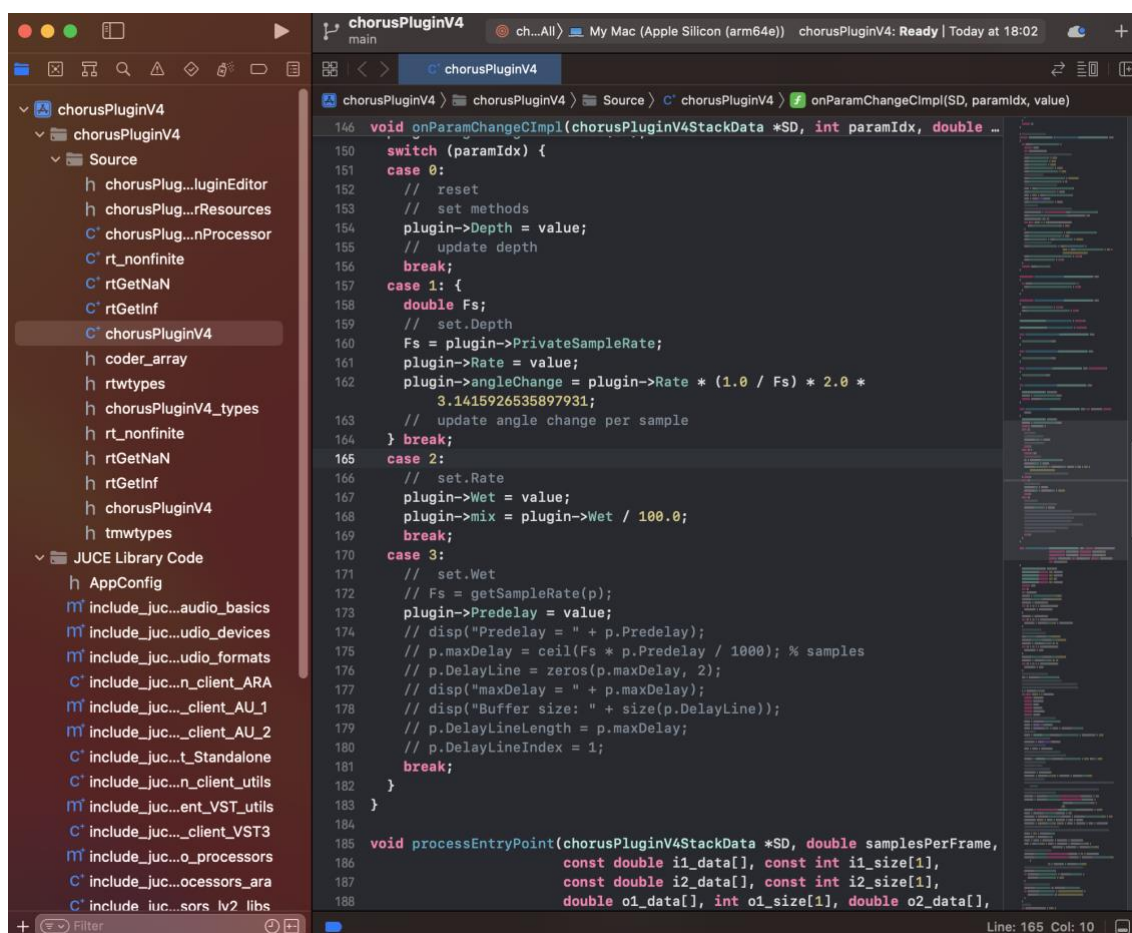 chorusPluginV4
main
ch...All⟩ My Mac (Apple Silicon (arm64e)) chorusPluginV4: Ready | Today at 18:02
C⁺ chorusPluginV4
chorusPluginV4
chorusPluginV4
Source
h chorusPlug...luginEditor
h chorusPlug...rResources
C⁺ chorusPlug...nProcessor
C⁺ rt_nonfinite
C⁺ rtGetNaN
C⁺ rtGetInf
C⁺ chorusPluginV4
h coder_array
h rtwtypes
h chorusPluginV4_types
h rt_nonfinite
h rtGetNaN
h rtGetInf
h chorusPluginV4
h tmwtypes
JUCE Library Code
h AppConfig
m⁺ include_juc...audio_basics
m⁺ include_juc...udio_devices
m⁺ include_juc...udio_formats
C⁺ include_juc...n_client_ARA
m⁺ include_juc..._client_AU_1
m⁺ include_juc..._client_AU_2
C⁺ include_juc...t_Standalone
C⁺ include_juc...n_client_utils
m⁺ include_juc...ent_VST_utils
C⁺ include_juc..._client_VST3
m⁺ include_juc...o_processors
C⁺ include_juc...ocessors_ara
C⁺ include_juc...sors_lv2_libs
Filter
chorusPluginV4 ⟩ chorusPluginV4 ⟩ Source ⟩ C⁺ chorusPluginV4 ⟩ f onParamChangeCImpl(SD, paramIdx, value)
146 void onParamChangeCImpl(chorusPluginV4StackData *SD, int paramIdx, double …
150 switch (paramIdx) {
151 case 0:
152 // reset
153 // set methods
154 plugin->Depth = value;
155 // update depth
156 break;
157 case 1: {
158 double Fs;
159 // set.Depth
160 Fs = plugin->PrivateSampleRate;
161 plugin->Rate = value;
162 plugin->angleChange = plugin->Rate * (1.0 / Fs) * 2.0 *
3.1415926535897931;
163 // update angle change per sample
164 } break;
165 case 2:
166 // set.Rate
167 plugin->Wet = value;
168 plugin->mix = plugin->Wet / 100.0;
169 break;
170 case 3:
171 // set.Wet
172 // Fs = getSampleRate(p);
173 plugin->Predelay = value;
174 // disp("Predelay = " + p.Predelay);
175 // p.maxDelay = ceil(Fs * p.Predelay / 1000); % samples
176 // p.DelayLine = zeros(p.maxDelay, 2);
177 // disp("maxDelay = " + p.maxDelay);
178 // disp("Buffer size: " + size(p.DelayLine));
179 // p.DelayLineLength = p.maxDelay;
180 // p.DelayLineIndex = 1;
181 break;
182 }
183 }
184
185 void processEntryPoint(chorusPluginV4StackData *SD, double samplesPerFrame,
186 const double i1_data[], const int i1_size[1],
187 const double i2_data[], const int i2_size[1],
188 double o1_data[], int o1_size[1], double o2_data[],
Line: 165 Col: 10